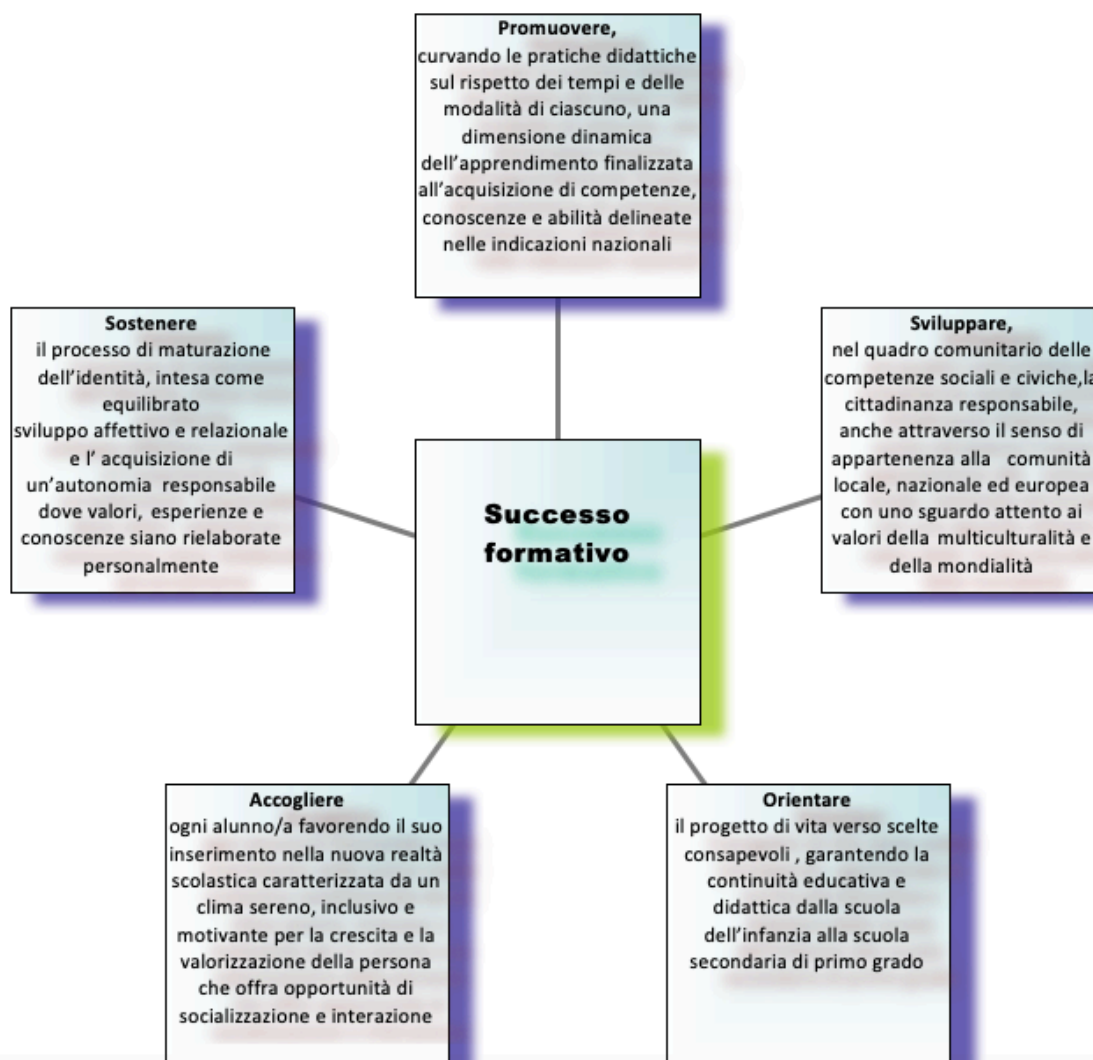 Promuovere,
curvando le pratiche didattiche
sul rispetto dei tempi e delle
modalità di ciascuno, una
dimensione dinamica
dell'apprendimento finalizzata
all'acquisizione di competenze,
conoscenze e abilità delineate
nelle indicazioni nazionali
Sostenere
il processo di maturazione
dell'identità, intesa come
equilibrato
sviluppo affettivo e relazionale
e l' acquisizione di
un'autonomia responsabile
dove valori, esperienze e
conoscenze siano rielaborate
personalmente
Sviluppare,
nel quadro comunitario delle
competenze sociali e civiche,la
cittadinanza responsabile,
anche attraverso il senso di
appartenenza alla comunità
locale, nazionale ed europea
con uno sguardo attento ai
valori della multiculturalità e
della mondialità
Successo
formativo
Accogliere
ogni alunno/a favorendo il suo
inserimento nella nuova realtà
scolastica caratterizzata da un
clima sereno, inclusivo e
motivante per la crescita e la
valorizzazione della persona
che offra opportunità di
socializzazione e interazione
Orientare
il progetto di vita verso scelte
consapevoli , garantendo la
continuità educativa e
didattica dalla scuola
dell'infanzia alla scuola
secondaria di primo grado